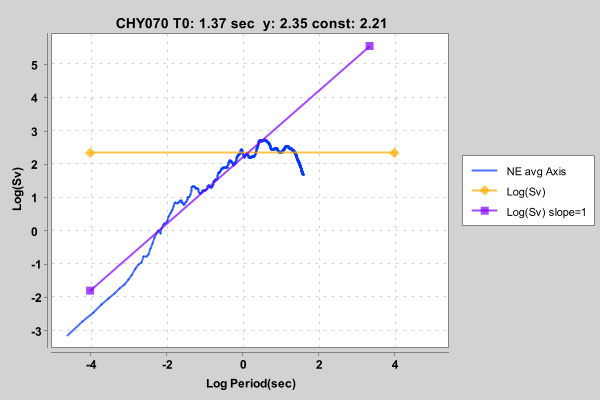 CHY070 T0: 1.37 sec y: 2.35 const: 2.21
Log(Sv)
5
4
3
2
1
0
-1
-2
-3
-4
-2
0
2
4
Log Period(sec)
NE avg Axis
Log(Sv)
Log(Sv) slope=1